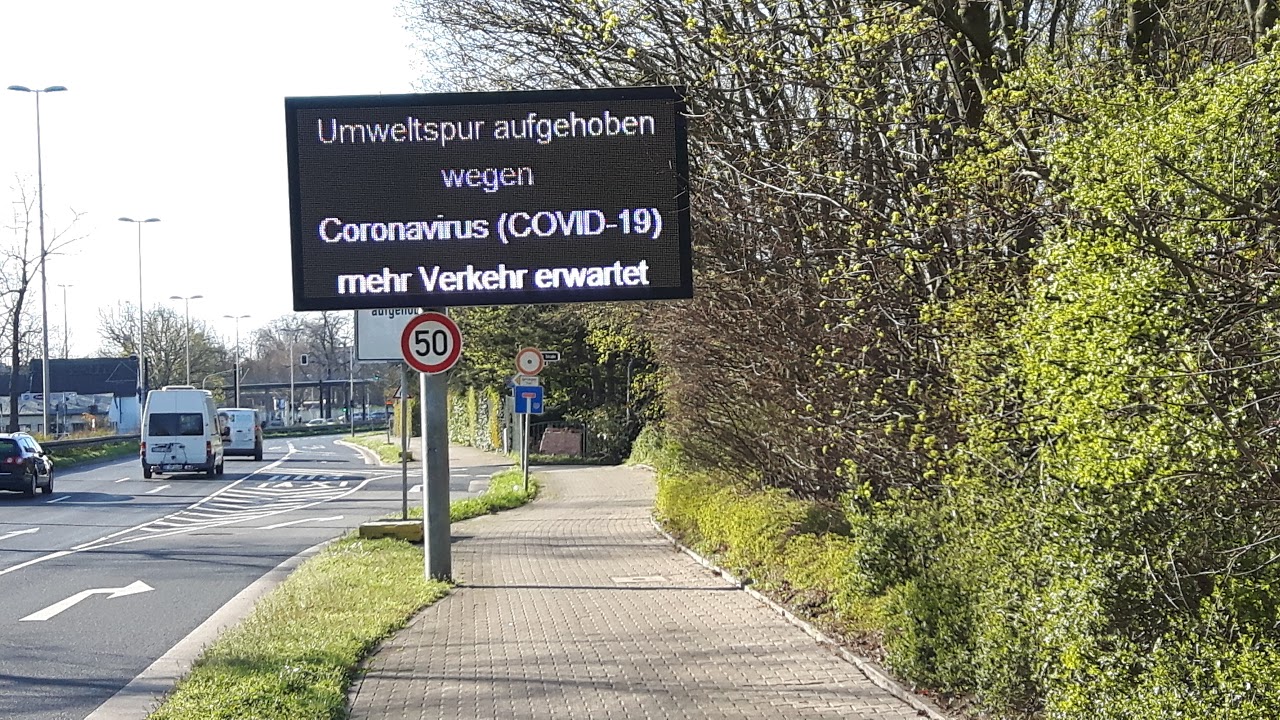 Umweltspur aufgehoben
wegen
Coronavirus (COVID-19)
mehr Verkehr erwartet
50